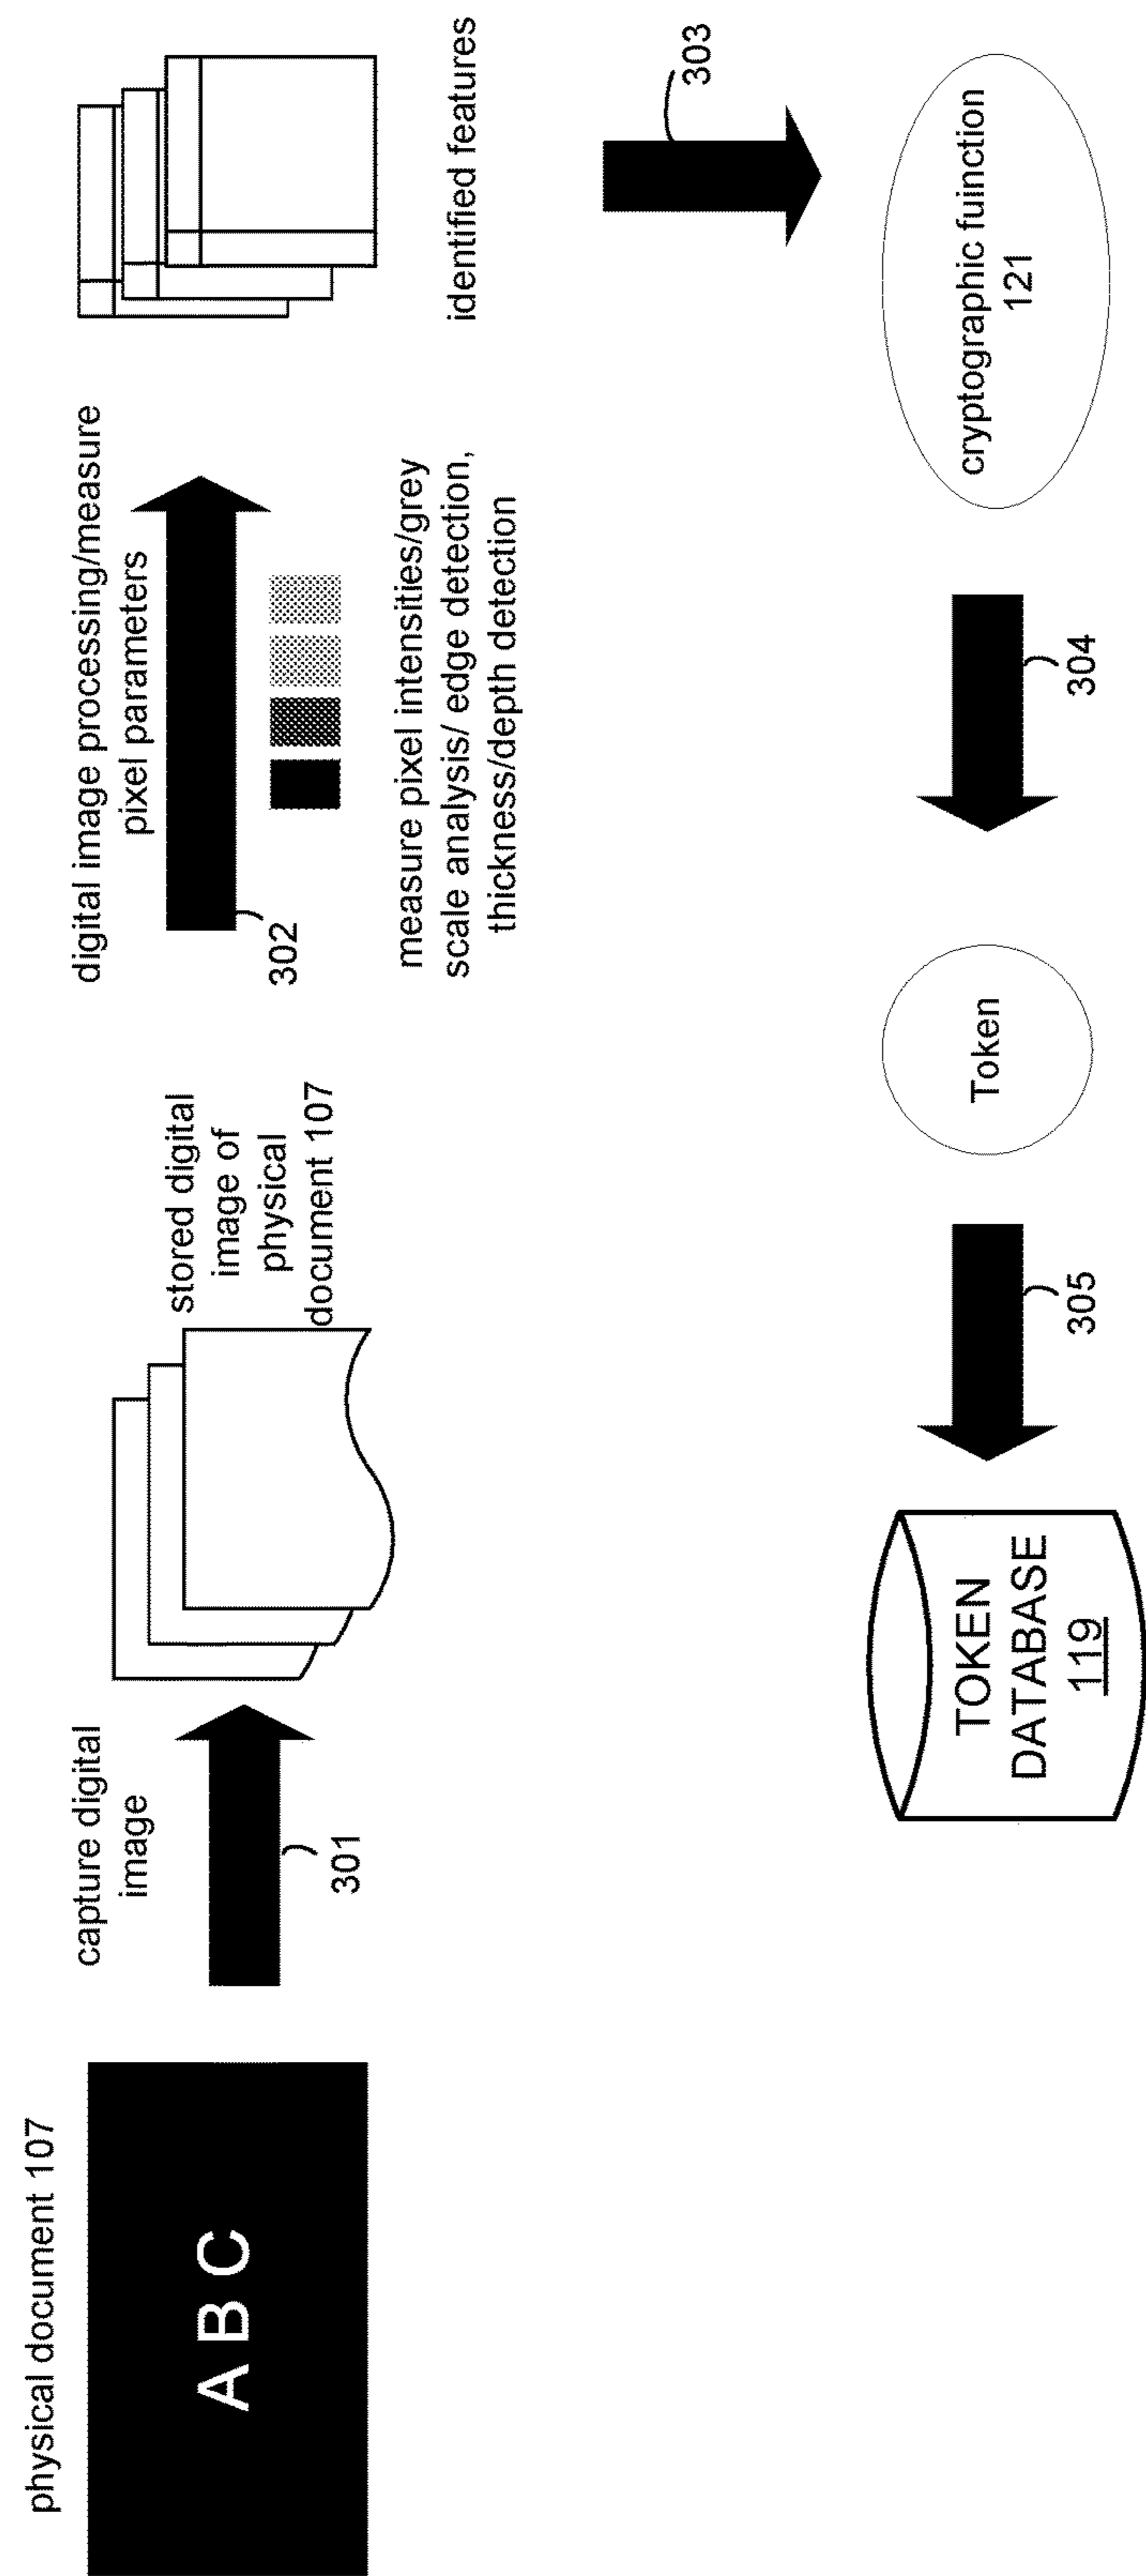 physical document 107
A B C
capture digital
image
301
stored digital
image of
physical
document 107
digital image processing/measure
pixel parameters
302
measure pixel intensities/grey
scale analysis/ edge detection,
thickness/depth detection
identified features
303
cryptographic fuinction
121
304
Token
305
TOKEN
DATABASE
119